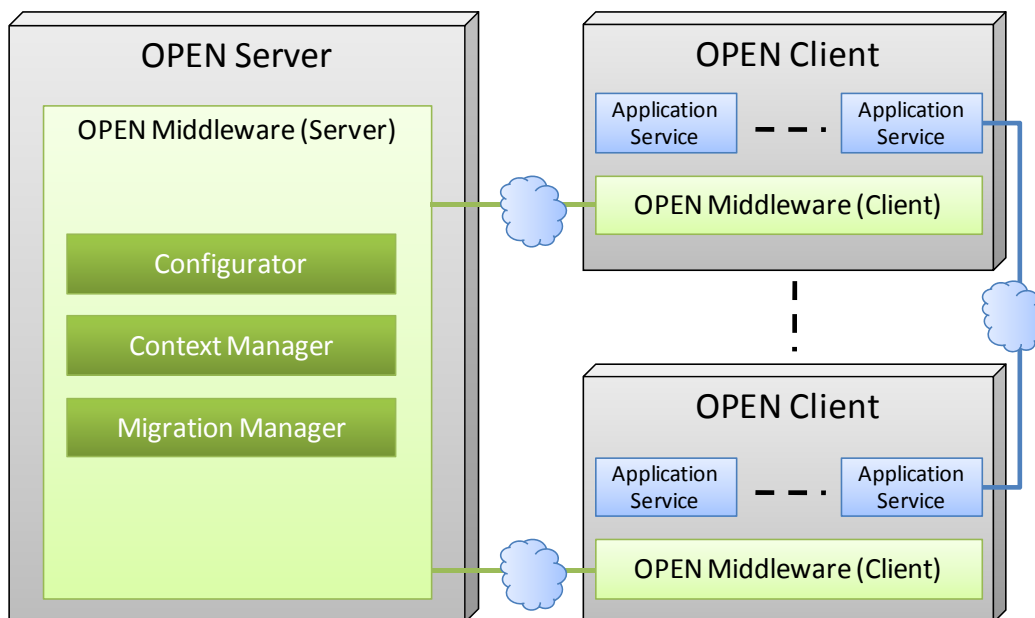 OPEN Server
OPEN Middleware (Server)
Configurator
Context Manager
Migration Manager
OPEN Client
Application
Service
Application
Service
OPEN Middleware (Client)
OPEN Client
Application
Service
Application
Service
OPEN Middleware (Client)